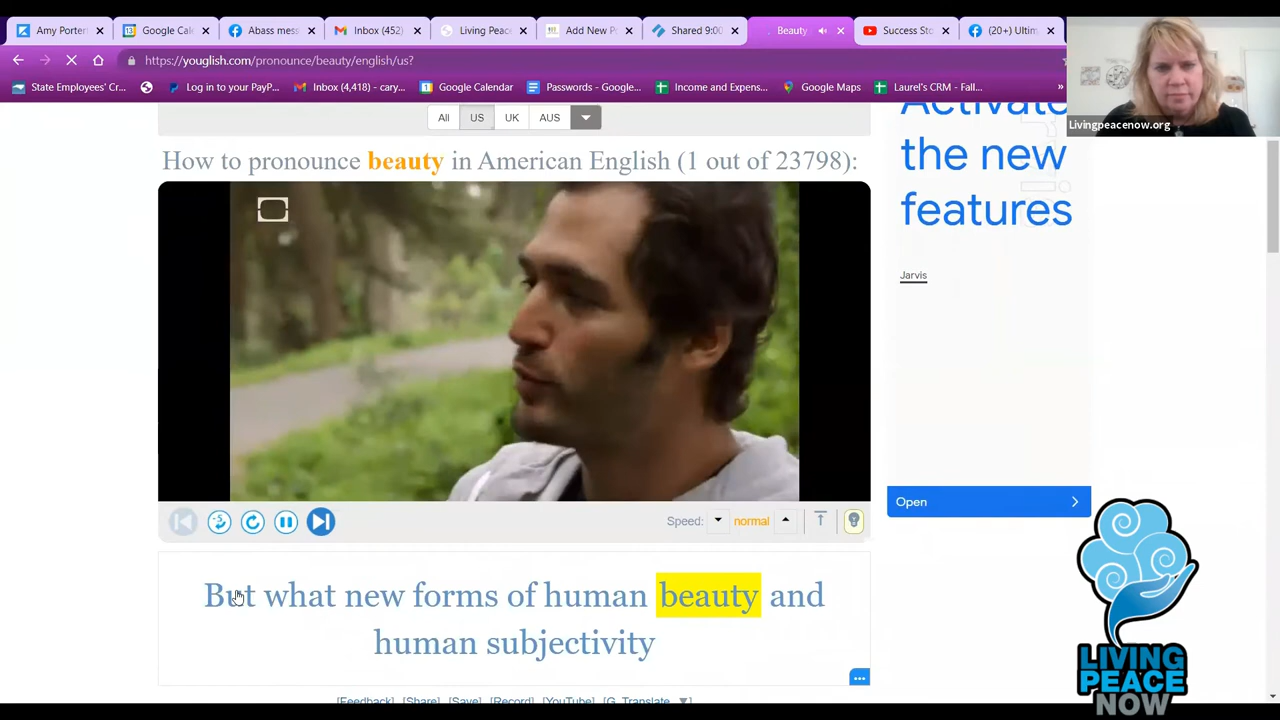 Amy Porter
Google Cal
Abass mess
Inbox (452)
Living Peac
Add New P
Shared 9:00
Beauty
Success Sto
(20+) Ultim
https://youglish.com/pronounce/beauty/english/us?
State Employees' Cr...
Log in to your PayP...
Inbox (4,418) - cary...
Google Calendar
Passwords - Google...
Income and Expens...
Google Maps
Laurel's CRM - Fall...
»
Livingpeacenow.org
All
US
UK
AUS
How to pronounce beauty in American English (1 out of 23798):
Activate
the new
features
Jarvis
Open
Speed:
normal
But what new forms of human beauty and
human subjectivity
[Feedback] [Share] [Save] [Record] [YouTube] [G. Translate ▼]
LIVING
PEACE
NOW